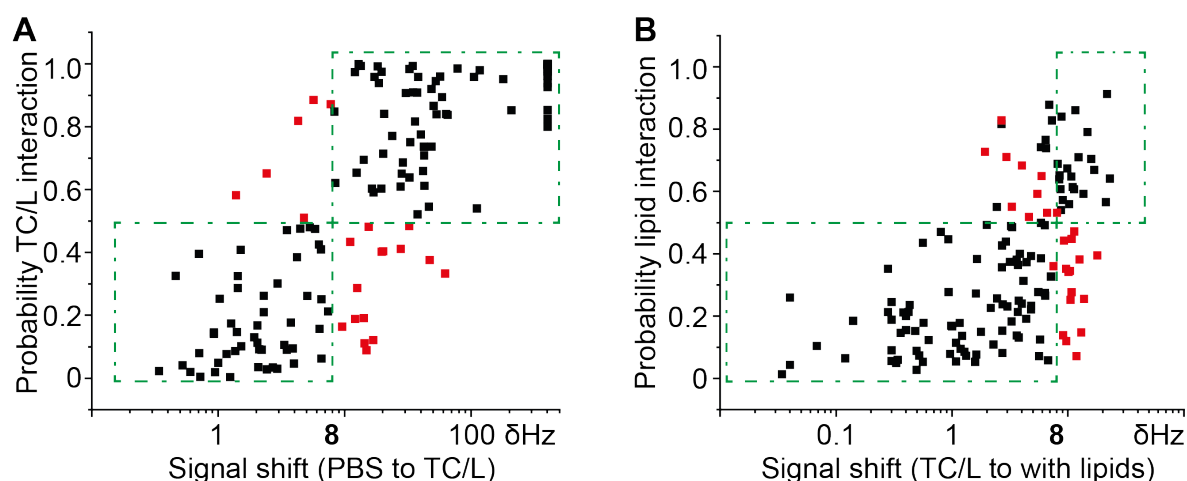 A
Probability TC/L interaction
1.0
0.8
0.6
0.4
0.2
0
1
8
100
δHz
Signal shift (PBS to TC/L)
B
Probability lipid interaction
1.0
0.8
0.6
0.4
0.2
0
0.1
1
8
δHz
Signal shift (TC/L to with lipids)